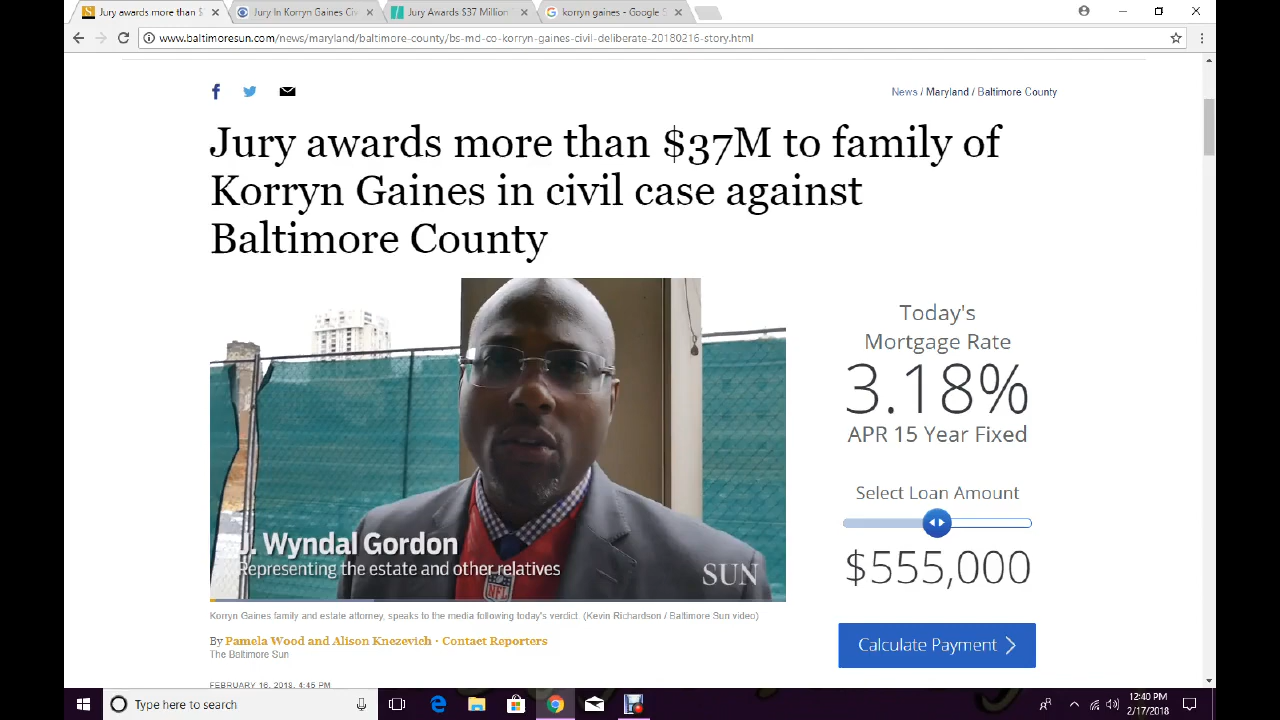 Jury awards more than $
Jury In Korryn Gaines Civ
Jury Awards $37 Million
korryn gaines - Google S
www.baltimoresun.com/news/maryland/baltimore-county/bs-md-co-korryn-gaines-civil-deliberate-20180216-story.html
News / Maryland / Baltimore County
Jury awards more than $37M to family of
Korryn Gaines in civil case against
Baltimore County
J. Wyndal Gordon
Representing the estate and other relatives
SUN
NFL
Korryn Gaines family and estate attorney, speaks to the media following today's verdict. (Kevin Richardson / Baltimore Sun video)
By Pamela Wood and Alison Knezevich · Contact Reporters
The Baltimore Sun
FEBRUARY 16, 2018, 4:45 PM
Today's
Mortgage Rate
3.18%
APR 15 Year Fixed
Select Loan Amount
$555,000
Calculate Payment
Type here to search
12:40 PM
2/17/2018